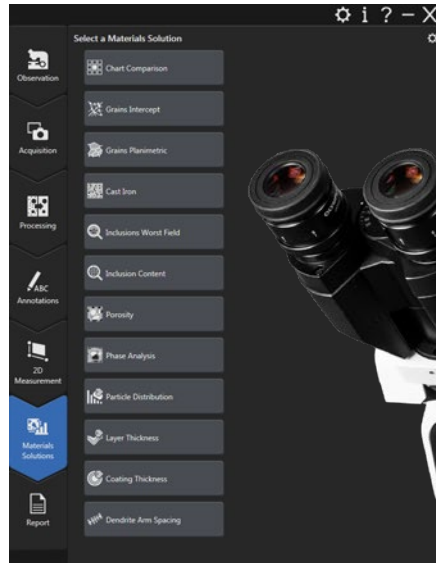 i ? – X
Select a Materials Solution
Observation
Acquisition
Processing
ABC
Annotations
2D
Measurement
Materials
Solutions
Report
Chart Comparison
Grains Intercept
Grains Planimetric
Cast Iron
Inclusions Worst Field
Inclusion Content
Porosity
Phase Analysis
Particle Distribution
Layer Thickness
Coating Thickness
Dendrite Arm Spacing